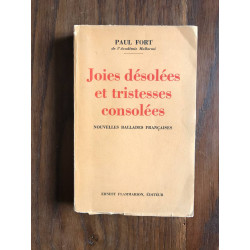 PAUL FORT
de l'Académie Mallarmé
Joies désolées
et tristesses
consolées
NOUVELLES BALLADES FRANÇAISES
ERNEST FLAMMARION, ÉDITEUR